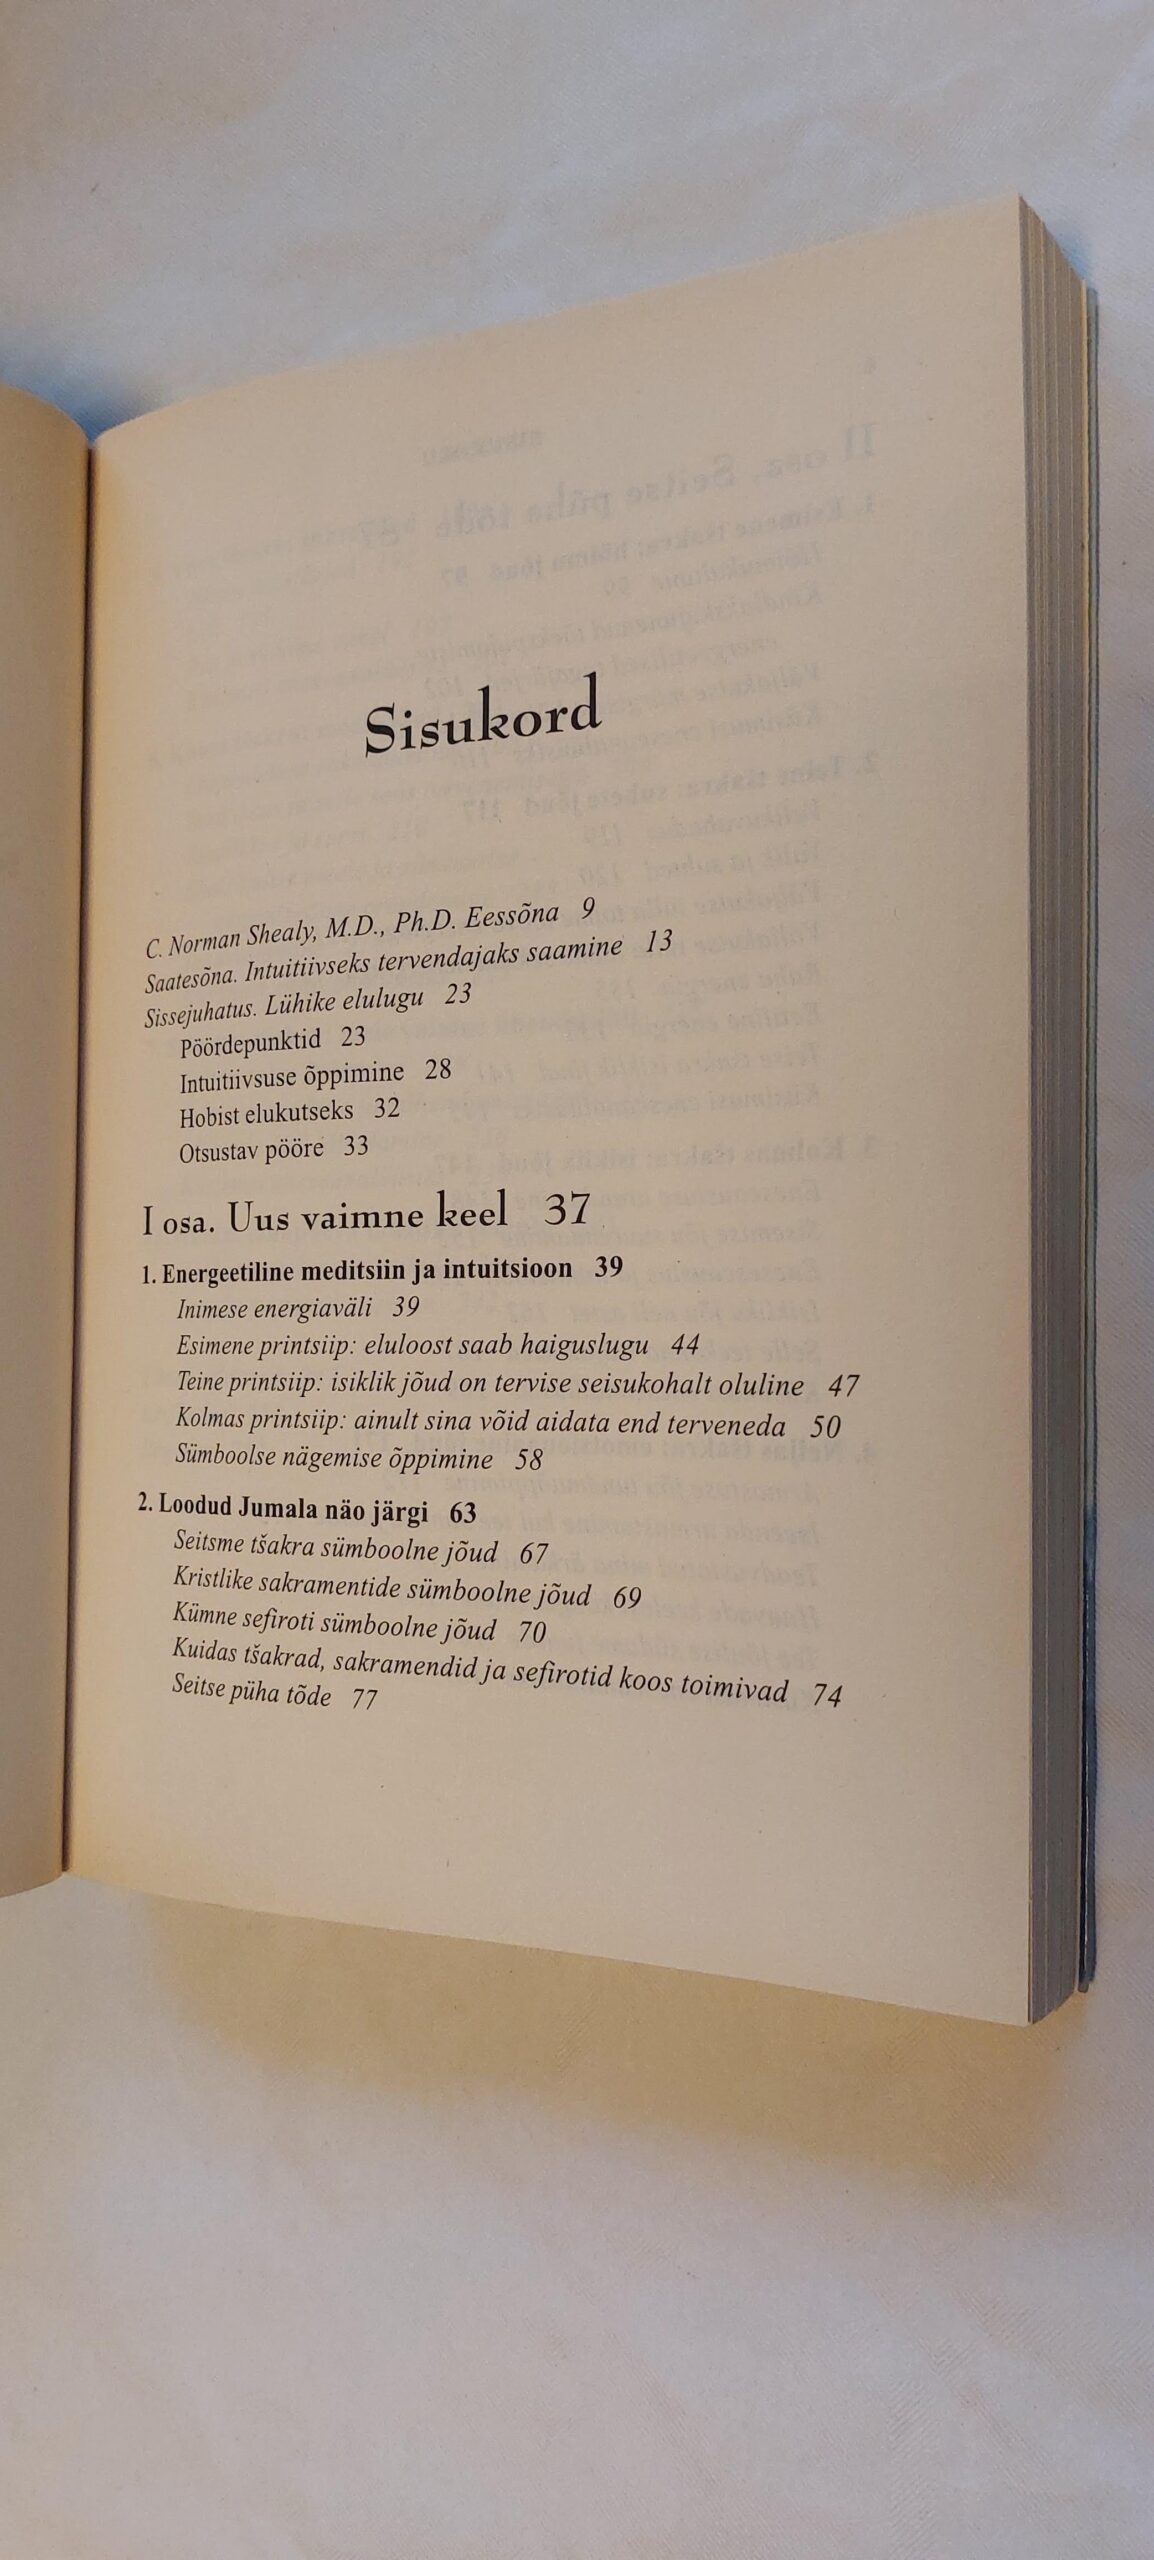 Sisukord
C. Norman Shealy, M.D., Ph.D. Eessõna 9
Saatesõna. Intuitiivseks tervendajaks saamine 13
Sissejuhatus. Lühike elulugu 23
Pöördepunktid 23
Intuitiivsuse õppimine 28
Hobist elukutseks 32
Otsustav pööre 33
I osa. Uus vaimne keel 37
1. Energeetiline meditsiin ja intuitsioon 39
Inimese energiaväli 39
Esimene printsiip: eluloost saab haiguslugu 44
Teine printsiip: isiklik jõud on tervise seisukohalt oluline 47
Kolmas printsiip: ainult sina võid aidata end terveneda 50
Sümboolse nägemise õppimine 58
2. Loodud Jumala näo järgi 63
Seitsme tšakra sümboolne jõud 67
Kristlike sakramentide sümboolne jõud 69
Kümne sefiroti sümboolne jõud 70
Kuidas tšakrad, sakramendid ja sefirotid koos toimivad 74
Seitse püha tõde 77